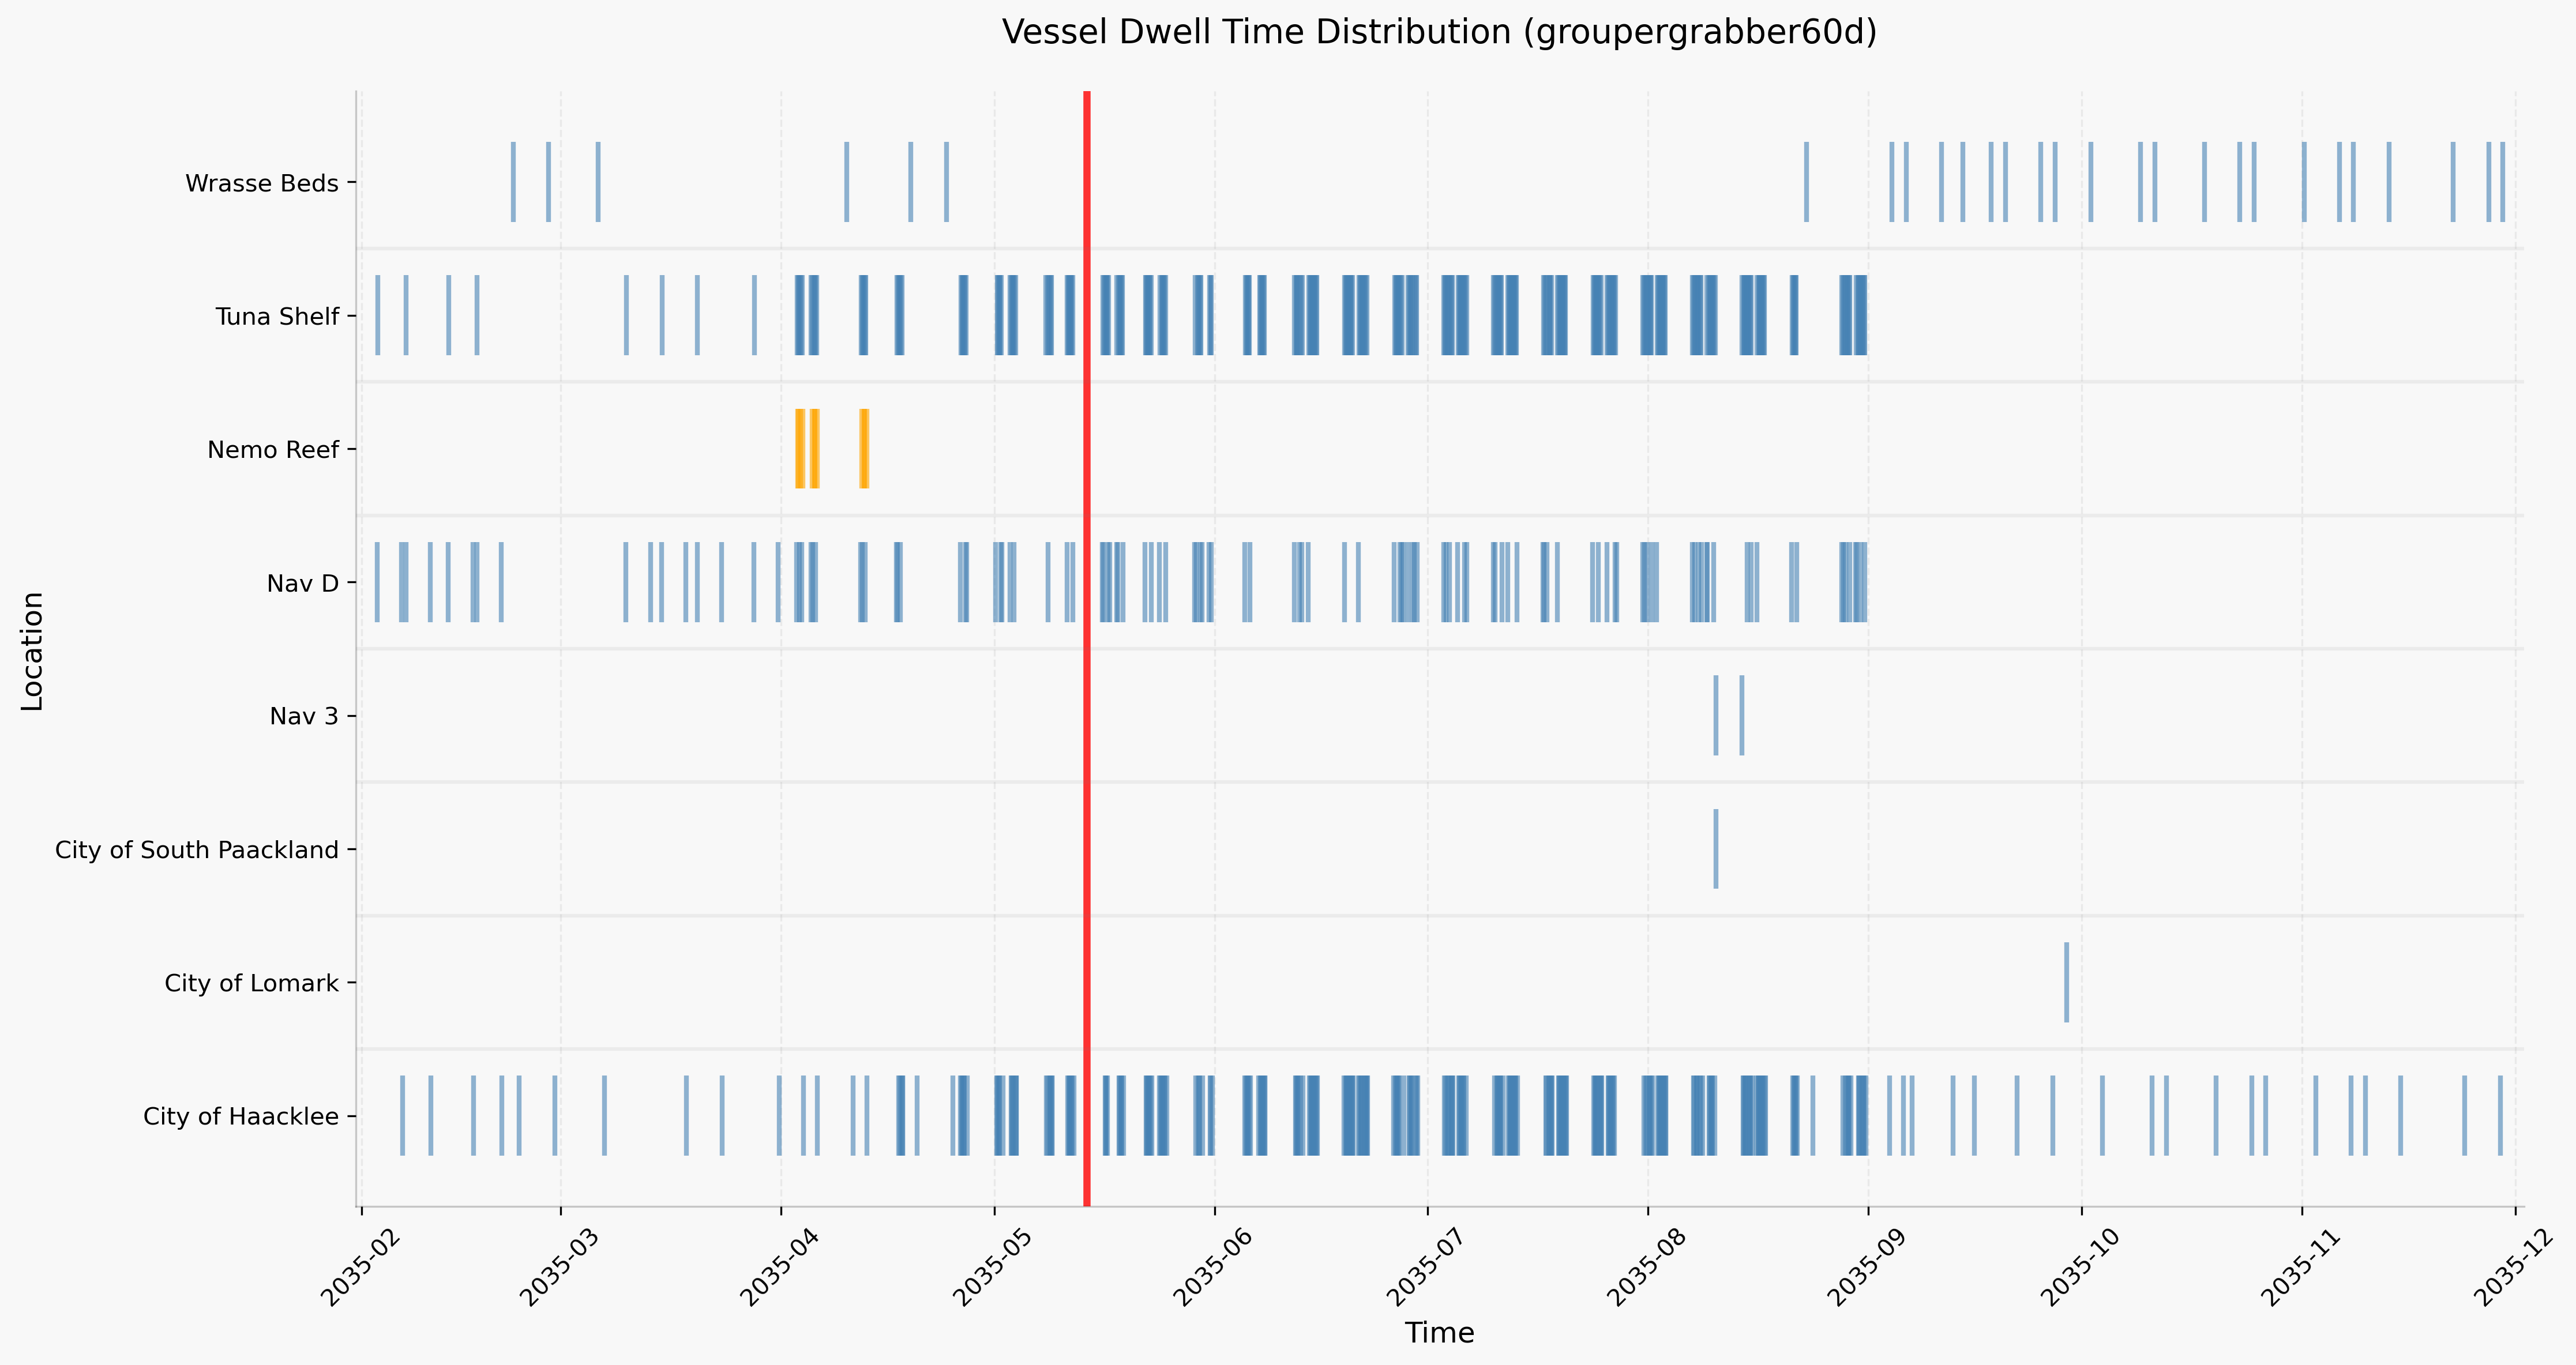 Vessel Dwell Time Distribution (groupergrabber60d)
Location
Wrasse Beds
Tuna Shelf
Nemo Reef
Nav D
Nav 3
City of South Paackland
City of Lomark
City of Haacklee
2035-02
2035-03
2035-04
2035-05
2035-06
2035-07
2035-08
2035-09
2035-10
2035-11
2035-12
Time